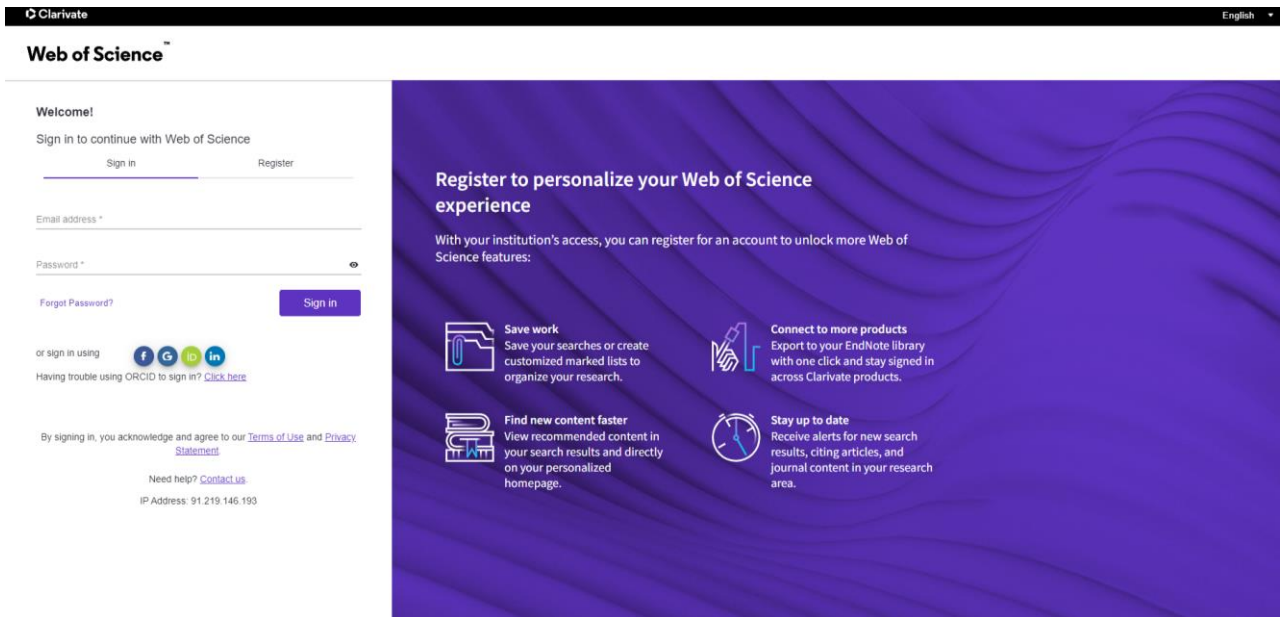 Clarivate
English
Web of Science™
Welcome!
Sign in to continue with Web of Science
Sign in
Register
Email address *
Password *
Forgot Password?
Sign in
or sign in using
f G iD in
Having trouble using ORCID to sign in? Click here
By signing in, you acknowledge and agree to our Terms of Use and Privacy
Statement.
Need help? Contact us.
IP Address: 91.219.146.193
Register to personalize your Web of Science
experience
With your institution's access, you can register for an account to unlock more Web of
Science features:
Save work
Save your searches or create
customized marked lists to
organize your research.
Connect to more products
Export to your EndNote library
with one click and stay signed in
across Clarivate products.
Find new content faster
View recommended content in
your search results and directly
on your personalized
homepage.
Stay up to date
Receive alerts for new search
results, citing articles, and
journal content in your research
area.